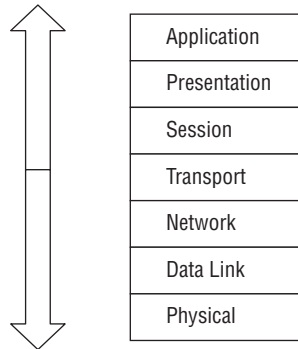 Application
Presentation
Session
Transport
Network
Data Link
Physical